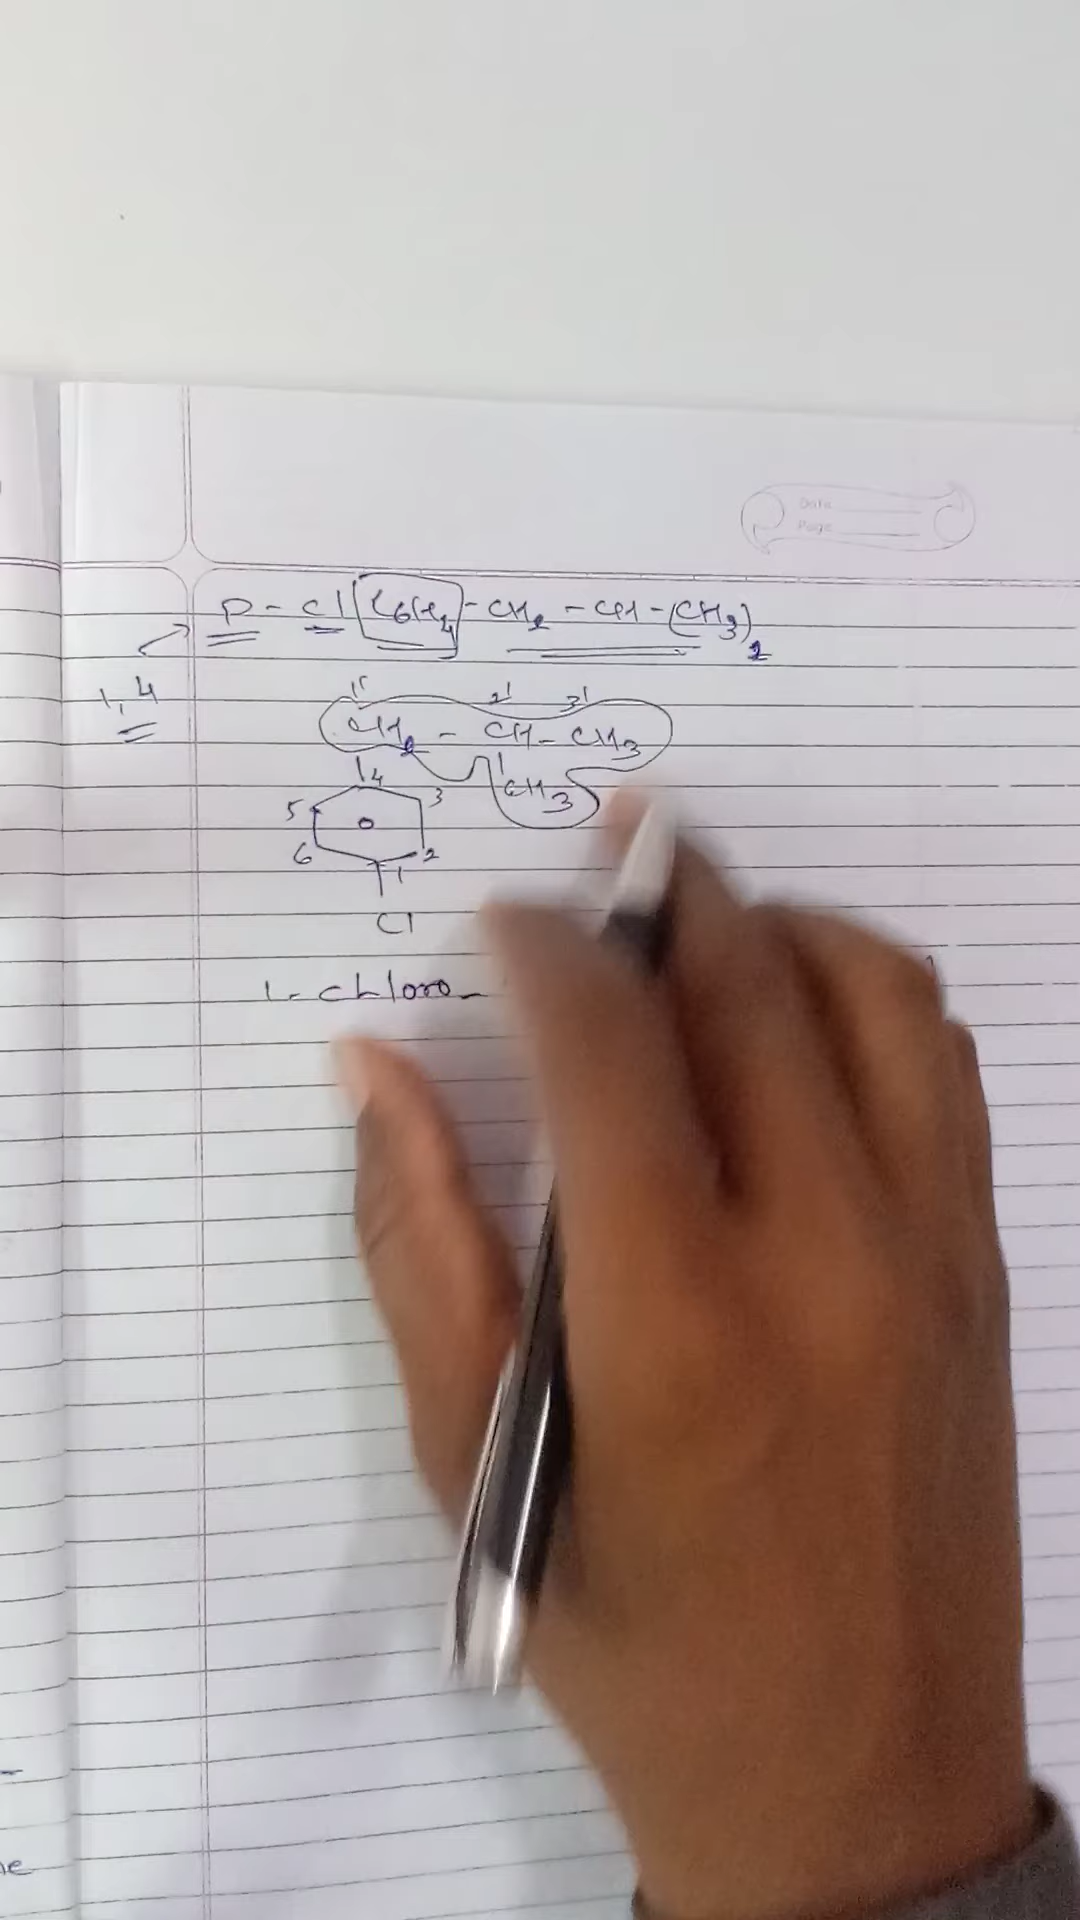 Date
Page
P - Cl C6H4 - CH2 - CH - (CH3)2
1, 4
1' 2' 3'
CH2 - CH - CH3
CH3
4
5 3
6 2
1
Cl
1- chloro -